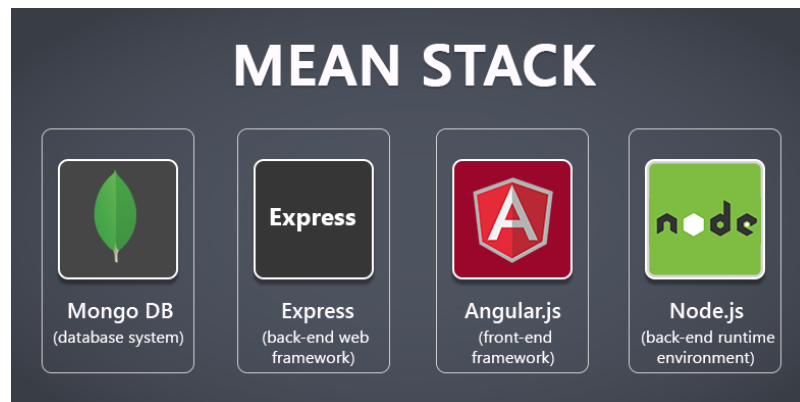 MEAN STACK
Express
node
Mongo DB
(database system)
Express
(back-end web
framework)
Angular.js
(front-end
framework)
Node.js
(back-end runtime
environment)